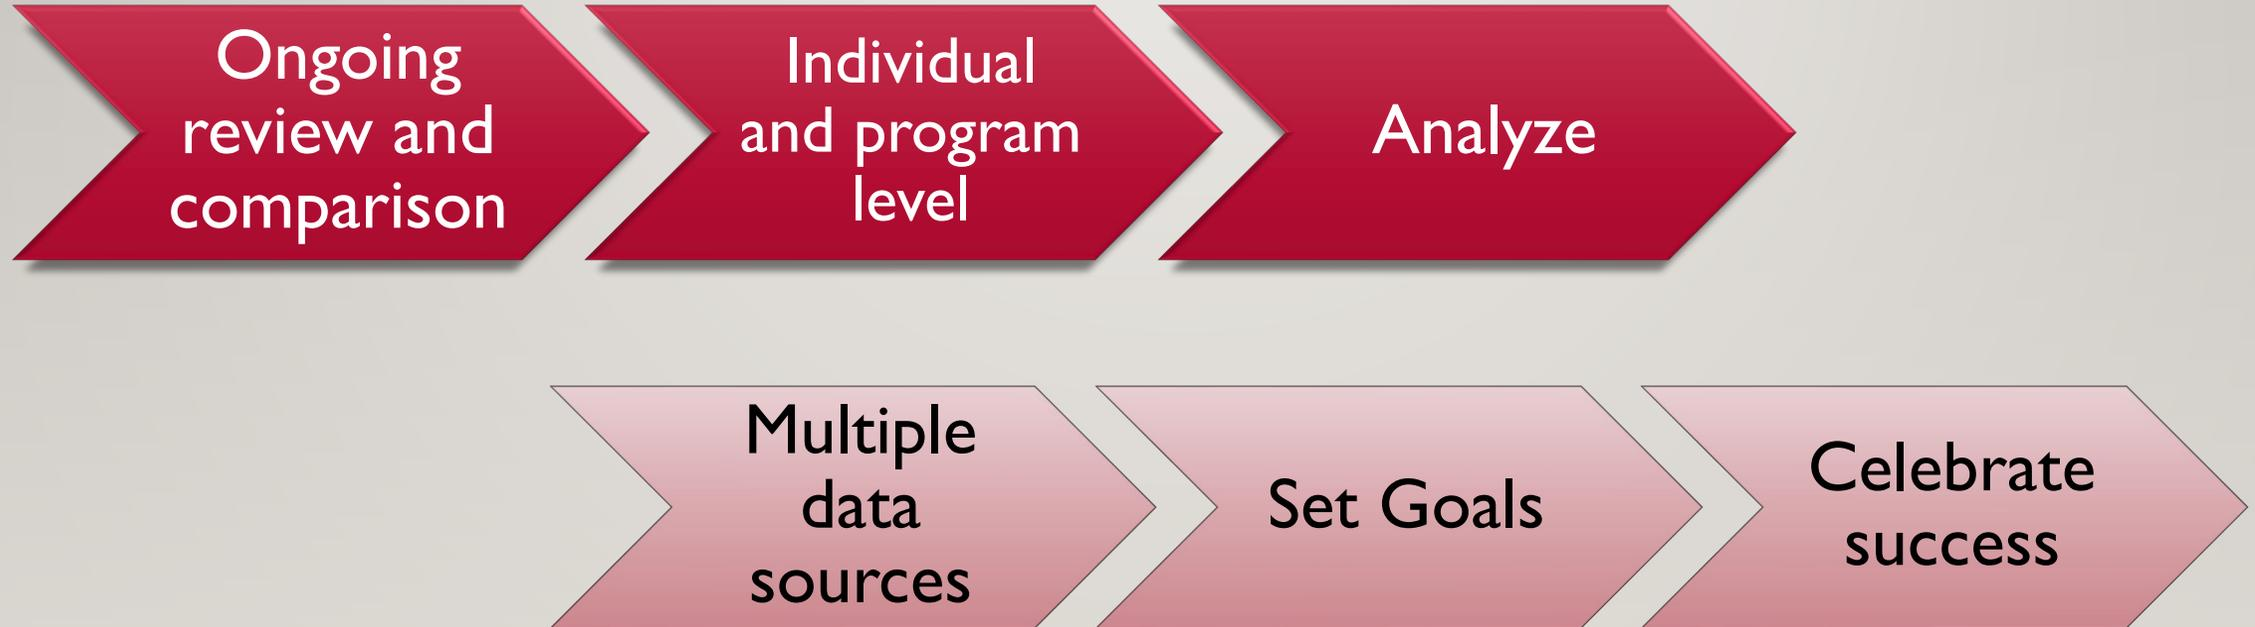 Ongoing
review and
comparison
Individual
and program
level
Analyze
Multiple
data
sources
Set Goals
Celebrate
success